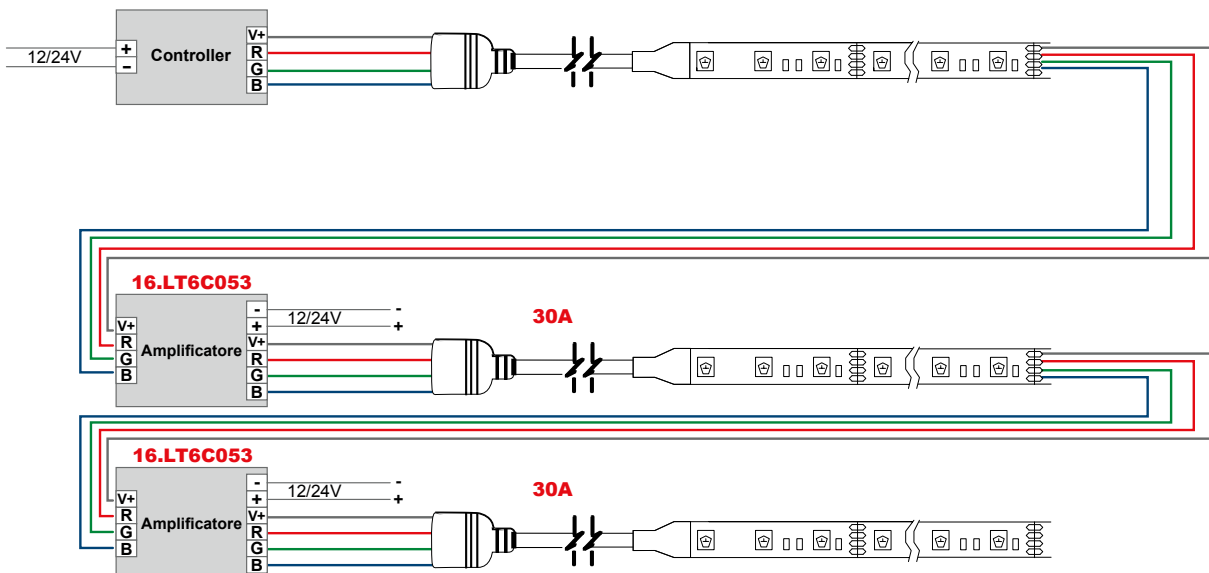 12/24V
+
-
Controller
V+
R
G
B
16.LT6C053
V+
R
G
B
Amplificatore
-
+
V+
R
G
B
12/24V
-
+
30A
16.LT6C053
V+
R
G
B
Amplificatore
-
+
V+
R
G
B
12/24V
-
+
30A